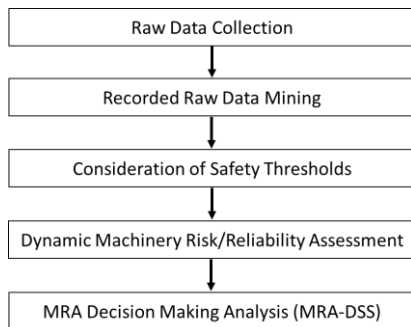 Raw Data Collection
Recorded Raw Data Mining
Consideration of Safety Thresholds
Dynamic Machinery Risk/Reliability Assessment
MRA Decision Making Analysis (MRA-DSS)